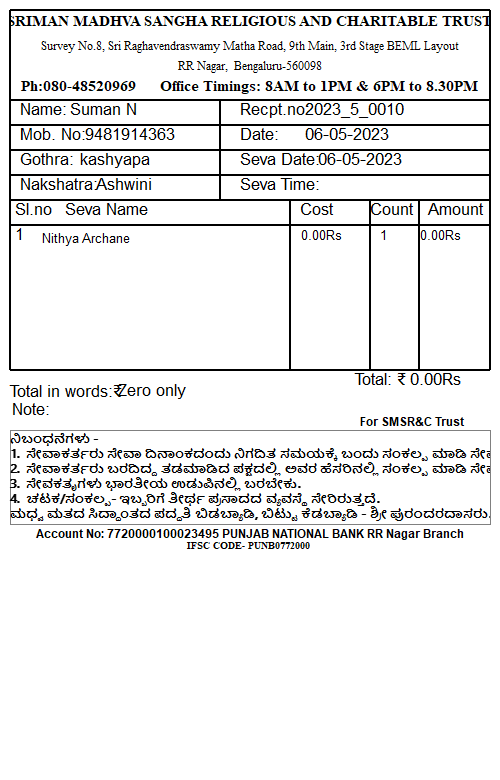 SRIMAN MADHVA SANGHA RELIGIOUS AND CHARITABLE TRUST
Survey No.8, Sri Raghavendraswamy Matha Road, 9th Main, 3rd Stage BEML Layout
RR Nagar, Bengaluru-560098
Ph:080-48520969 Office Timings: 8AM to 1PM & 6PM to 8.30PM
Name: Suman N Recpt.no2023_5_0010
Mob. No:9481914363 Date: 06-05-2023
Gothra: kashyapa Seva Date:06-05-2023
Nakshatra:Ashwini Seva Time:
Sl.no Seva Name Cost Count Amount
1 Nithya Archane 0.00Rs 1 0.00Rs
Total: ₹ 0.00Rs
Total in words:₹Zero only
Note:
For SMSR&C Trust
ನಿಬಂಧನೆಗಳು -
1. ಸೇವಾಕರ್ತರು ಸೇವಾ ದಿನಾಂಕದಂದು ನಿಗದಿತ ಸಮಯಕ್ಕೆ ಬಂದು ಸಂಕಲ್ಪ ಮಾಡಿ ಸೇವ
2. ಸೇವಾಕರ್ತರು ಬರದಿದ್ದ ತಡಮಾಡಿದ ಪಕ್ಷದಲ್ಲಿ ಅವರ ಹೆಸರಿನಲ್ಲಿ ಸಂಕಲ್ಪ ಮಾಡಿ ಸೇವ
3. ಸೇವಕತೃಗಳು ಭಾರತೀಯ ಉಡುಪಿನಲ್ಲಿ ಬರಬೇಕು.
4. ಚಟಕ/ಸಂಕಲ್ಪ- ಇಬ್ಬರಿಗೆ ತೀರ್ಥ ಪ್ರಸಾದದ ವ್ಯವಸ್ಥೆ ಸೇರಿರುತ್ತದೆ.
ಮಧ್ವ ಮತದ ಸಿದ್ಧಾಂತದ ಪದ್ಧತಿ ಬಿಡಬ್ಯಾಡಿ, ಬಿಟ್ಟು ಕೆಡಬ್ಯಾಡಿ - ಶ್ರೀ ಪುರಂದರದಾಸರು.
Account No: 7720000100023495 PUNJAB NATIONAL BANK RR Nagar Branch
IFSC CODE- PUNB0772000